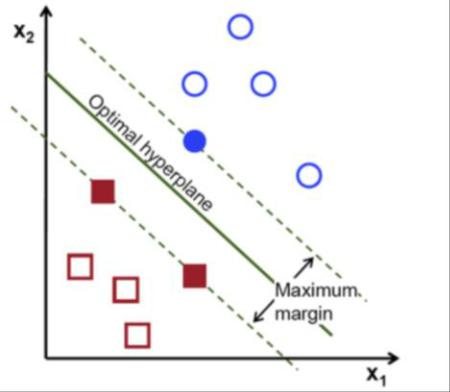 x₂
Optimal hyperplane
Maximum
margin
x₁